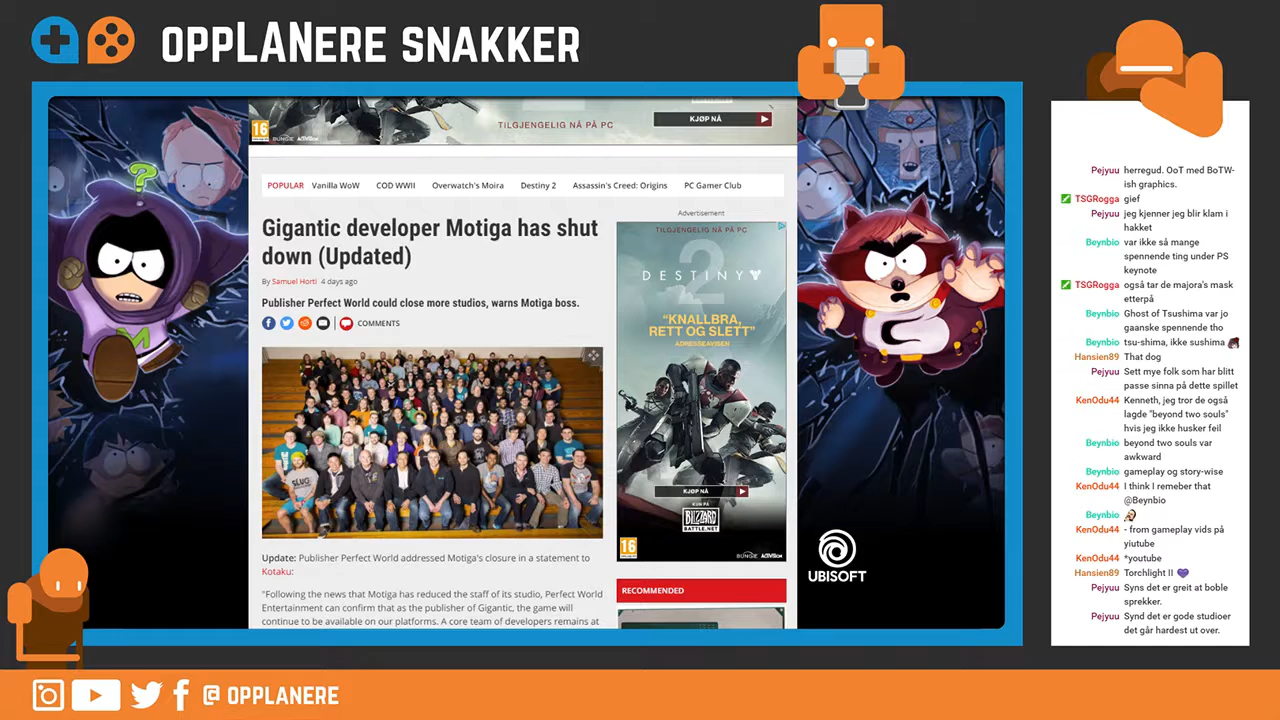 OPPLANERE SNAKKER
TILGJENGELIG NÅ PÅ PC
KJØP NÅ
16
BUNGIE ACTIVISION
POPULAR Vanilla WoW COD WWII Overwatch's Moira Destiny 2 Assassin's Creed: Origins PC Gamer Club
Gigantic developer Motiga has shut
down (Updated)
By Samuel Horti 4 days ago
Publisher Perfect World could close more studios, warns Motiga boss.
COMMENTS
Update: Publisher Perfect World addressed Motiga's closure in a statement to
Kotaku:
"Following the news that Motiga has reduced the staff of its studio, Perfect World
Entertainment can confirm that as the publisher of Gigantic, the game will
continue to be available on our platforms. A core team of developers remains at
Advertisement
TILGJENGELIG NÅ PÅ PC
2
DESTINY
"KNALLBRA,
RETT OG SLETT"
ADRESSEAVISEN
KJØP NÅ
KUN PÅ
BLIZZARD
BATTLE.NET
16
BUNGIE ACTIVISION
RECOMMENDED
UBISOFT
Pejyuu herregud. OoT med BoTW-
ish graphics.
TSGRogga gief
Pejyuu jeg kjenner jeg blir klam i
hakket
Beynbio var ikke så mange
spennende ting under PS
keynote
TSGRogga også tar de majora's mask
etterpå
Beynbio Ghost of Tsushima var jo
gaanske spennende tho
Beynbio tsu-shima, ikke sushima
Hansien89 That dog
Pejyuu Sett mye folk som har blitt
passe sinna på dette spillet
KenOdu44 Kenneth, jeg tror de også
lagde "beyond two souls"
hvis jeg ikke husker feil
Beynbio beyond two souls var
awkward
Beynbio gameplay og story-wise
KenOdu44 I think I remeber that
@Beynbio
Beynbio
KenOdu44 - from gameplay vids på
yiutube
KenOdu44 *youtube
Hansien89 Torchlight II
Pejyuu Syns det er greit at boble
sprekker.
Pejyuu Synd det er gode studioer
det går hardest ut over.
@ OPPLANERE